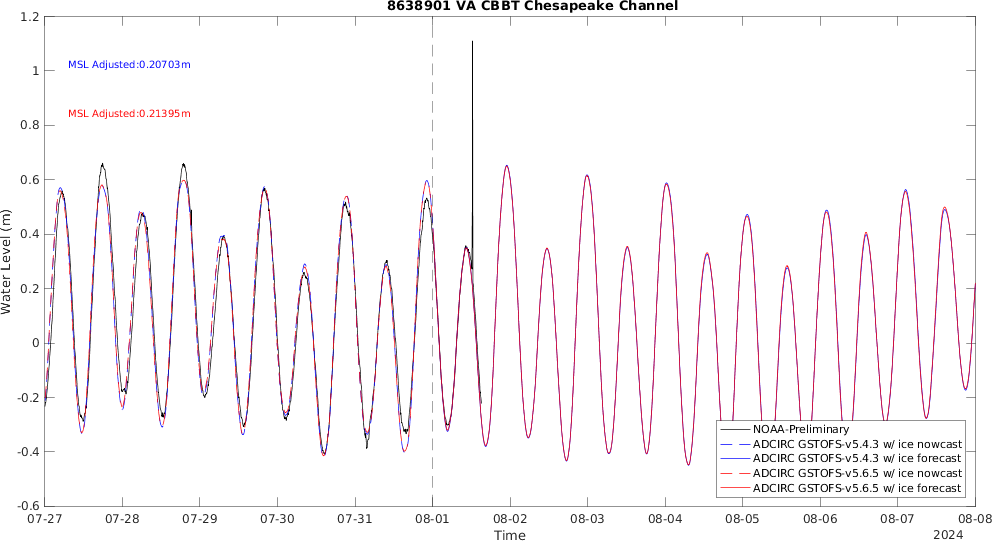 8638901 VA CBBT Chesapeake Channel
1.2
1
0.8
0.6
0.4
0.2
0
-0.2
-0.4
-0.6
Water Level (m)
MSL Adjusted:0.20703m
MSL Adjusted:0.21395m
NOAA-Preliminary
ADCIRC GSTOFS-v5.4.3 w/ ice nowcast
ADCIRC GSTOFS-v5.4.3 w/ ice forecast
ADCIRC GSTOFS-v5.6.5 w/ ice nowcast
ADCIRC GSTOFS-v5.6.5 w/ ice forecast
07-27 07-28 07-29 07-30 07-31 08-01 08-02 08-03 08-04 08-05 08-06 08-07 08-08
Time
2024